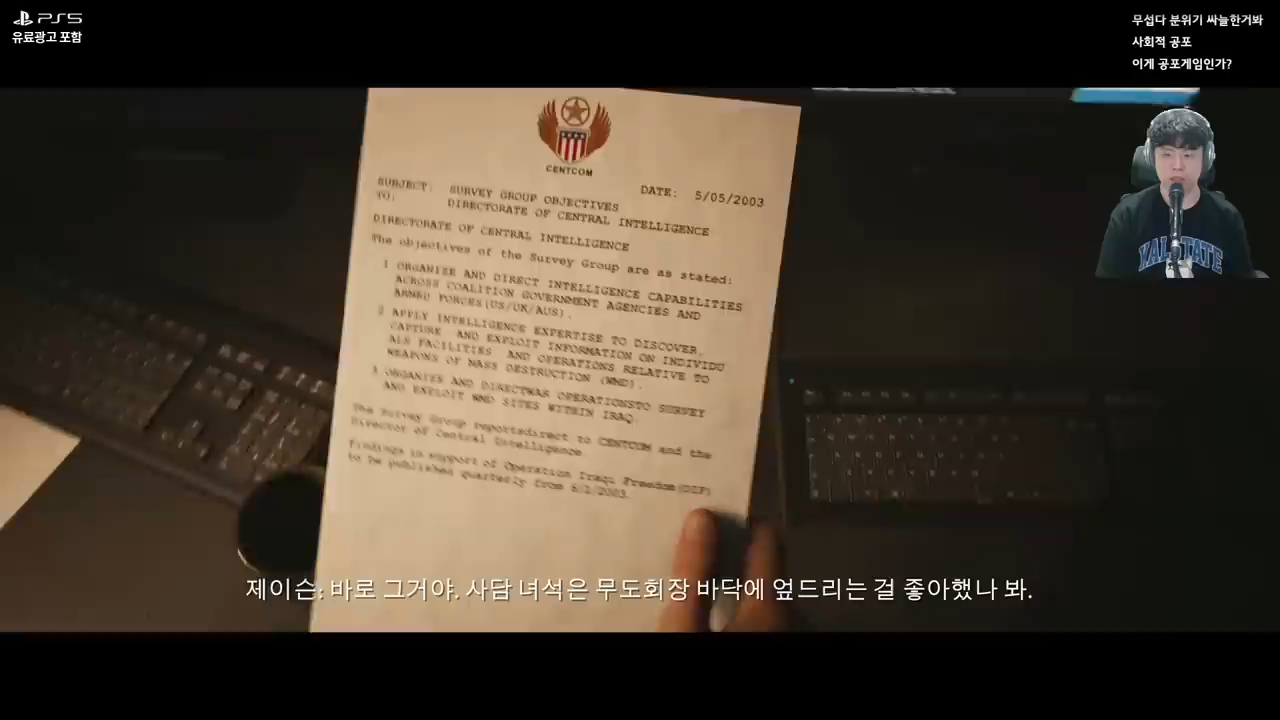 PS5
유료광고 포함
무섭다 분위기 싸늘한거봐
사회적 공포
이게 공포게임인가?
CENTCOM
DATE: 5/05/2003
SUBJECT: SURVEY GROUP OBJECTIVES
TO: DIRECTORATE OF CENTRAL INTELLIGENCE
DIRECTORATE OF CENTRAL INTELLIGENCE
The objectives of the Survey Group are as stated:
1 ORGANIZE AND DIRECT INTELLIGENCE CAPABILITIES
ACROSS COALITION GOVERNMENT AGENCIES AND
ARMED FORCES(US/UK/AUS).
2 APPLY INTELLIGENCE EXPERTISE TO DISCOVER,
CAPTURE AND EXPLOIT INFORMATION ON INDIVIDU
ALS FACILITIES AND OPERATIONS RELATIVE TO
WEAPONS OF MASS DESTRUCTION (WMD).
3 ORGANIZE AND DIRECTWAR OPERATIONSTO SURVEY
AND EXPLOIT WMD SITES WITHIN IRAQ.
The Survey Group reportsdirect to CENTCOM and the
Director of Central Intelligence
Findings in support of Operation Iraqi Freedom(OIF)
to be published quarterly from 6/1/2003.
제이슨: 바로 그거야. 사담 녀석은 무도회장 바닥에 엎드리는 걸 좋아했나 봐.